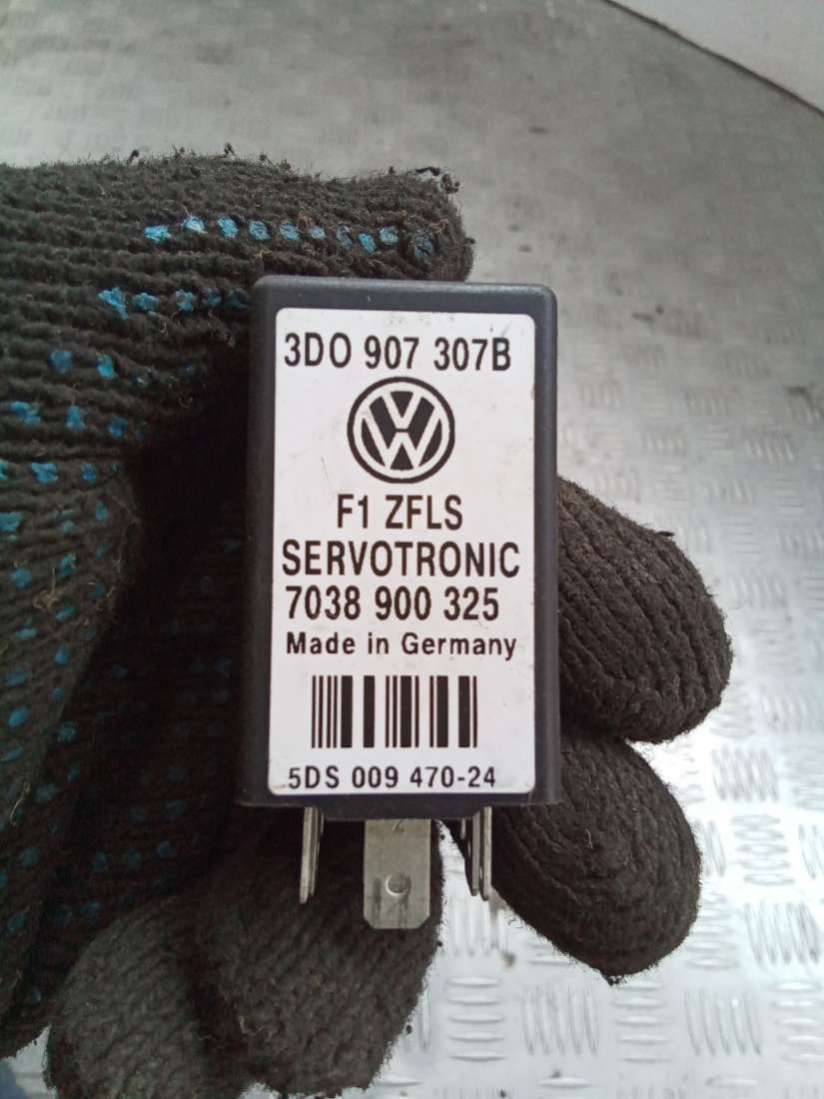 3D0 907 307B
F1 ZFLS
SERVOTRONIC
7038 900 325
Made in Germany
5DS 009 470-24